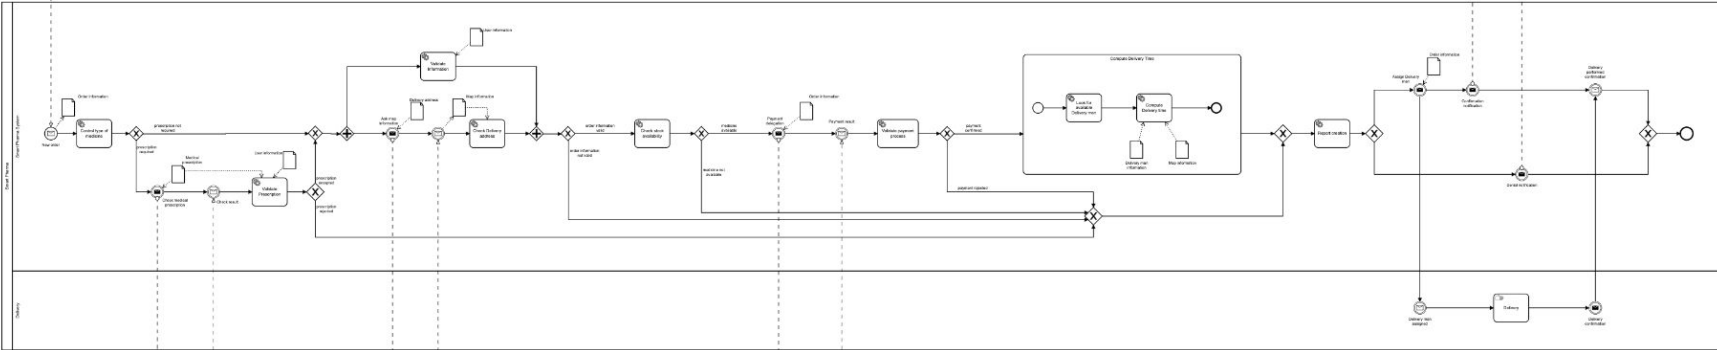 Order information
New order
Control type of
medicine
prescription not
required
prescription
required
Medical
prescription
User information
Check medical
prescription
Check result
Validate
Prescription
prescription
accepted
prescription
rejected
User information
Validate
Information
Delivery address
Ask map
information
Map information
Check Delivery
address
order information
valid
order information
not valid
Check stock
availability
medicine
available
medicine not
available
Order information
Payment
delegation
Payment result
Validate payment
process
payment
confirmed
payment rejected
Compute Delivery Time
Look for
available
Delivery man
Compute
Delivery time
Delivery man
information
Map information
Report creation
Order information
Assign Delivery
man
Confirmation
notification
Delivery
performed
confirmation
Smart Pharma
Delivery
Delivery man
assigned
Delivery
Delivery
confirmation